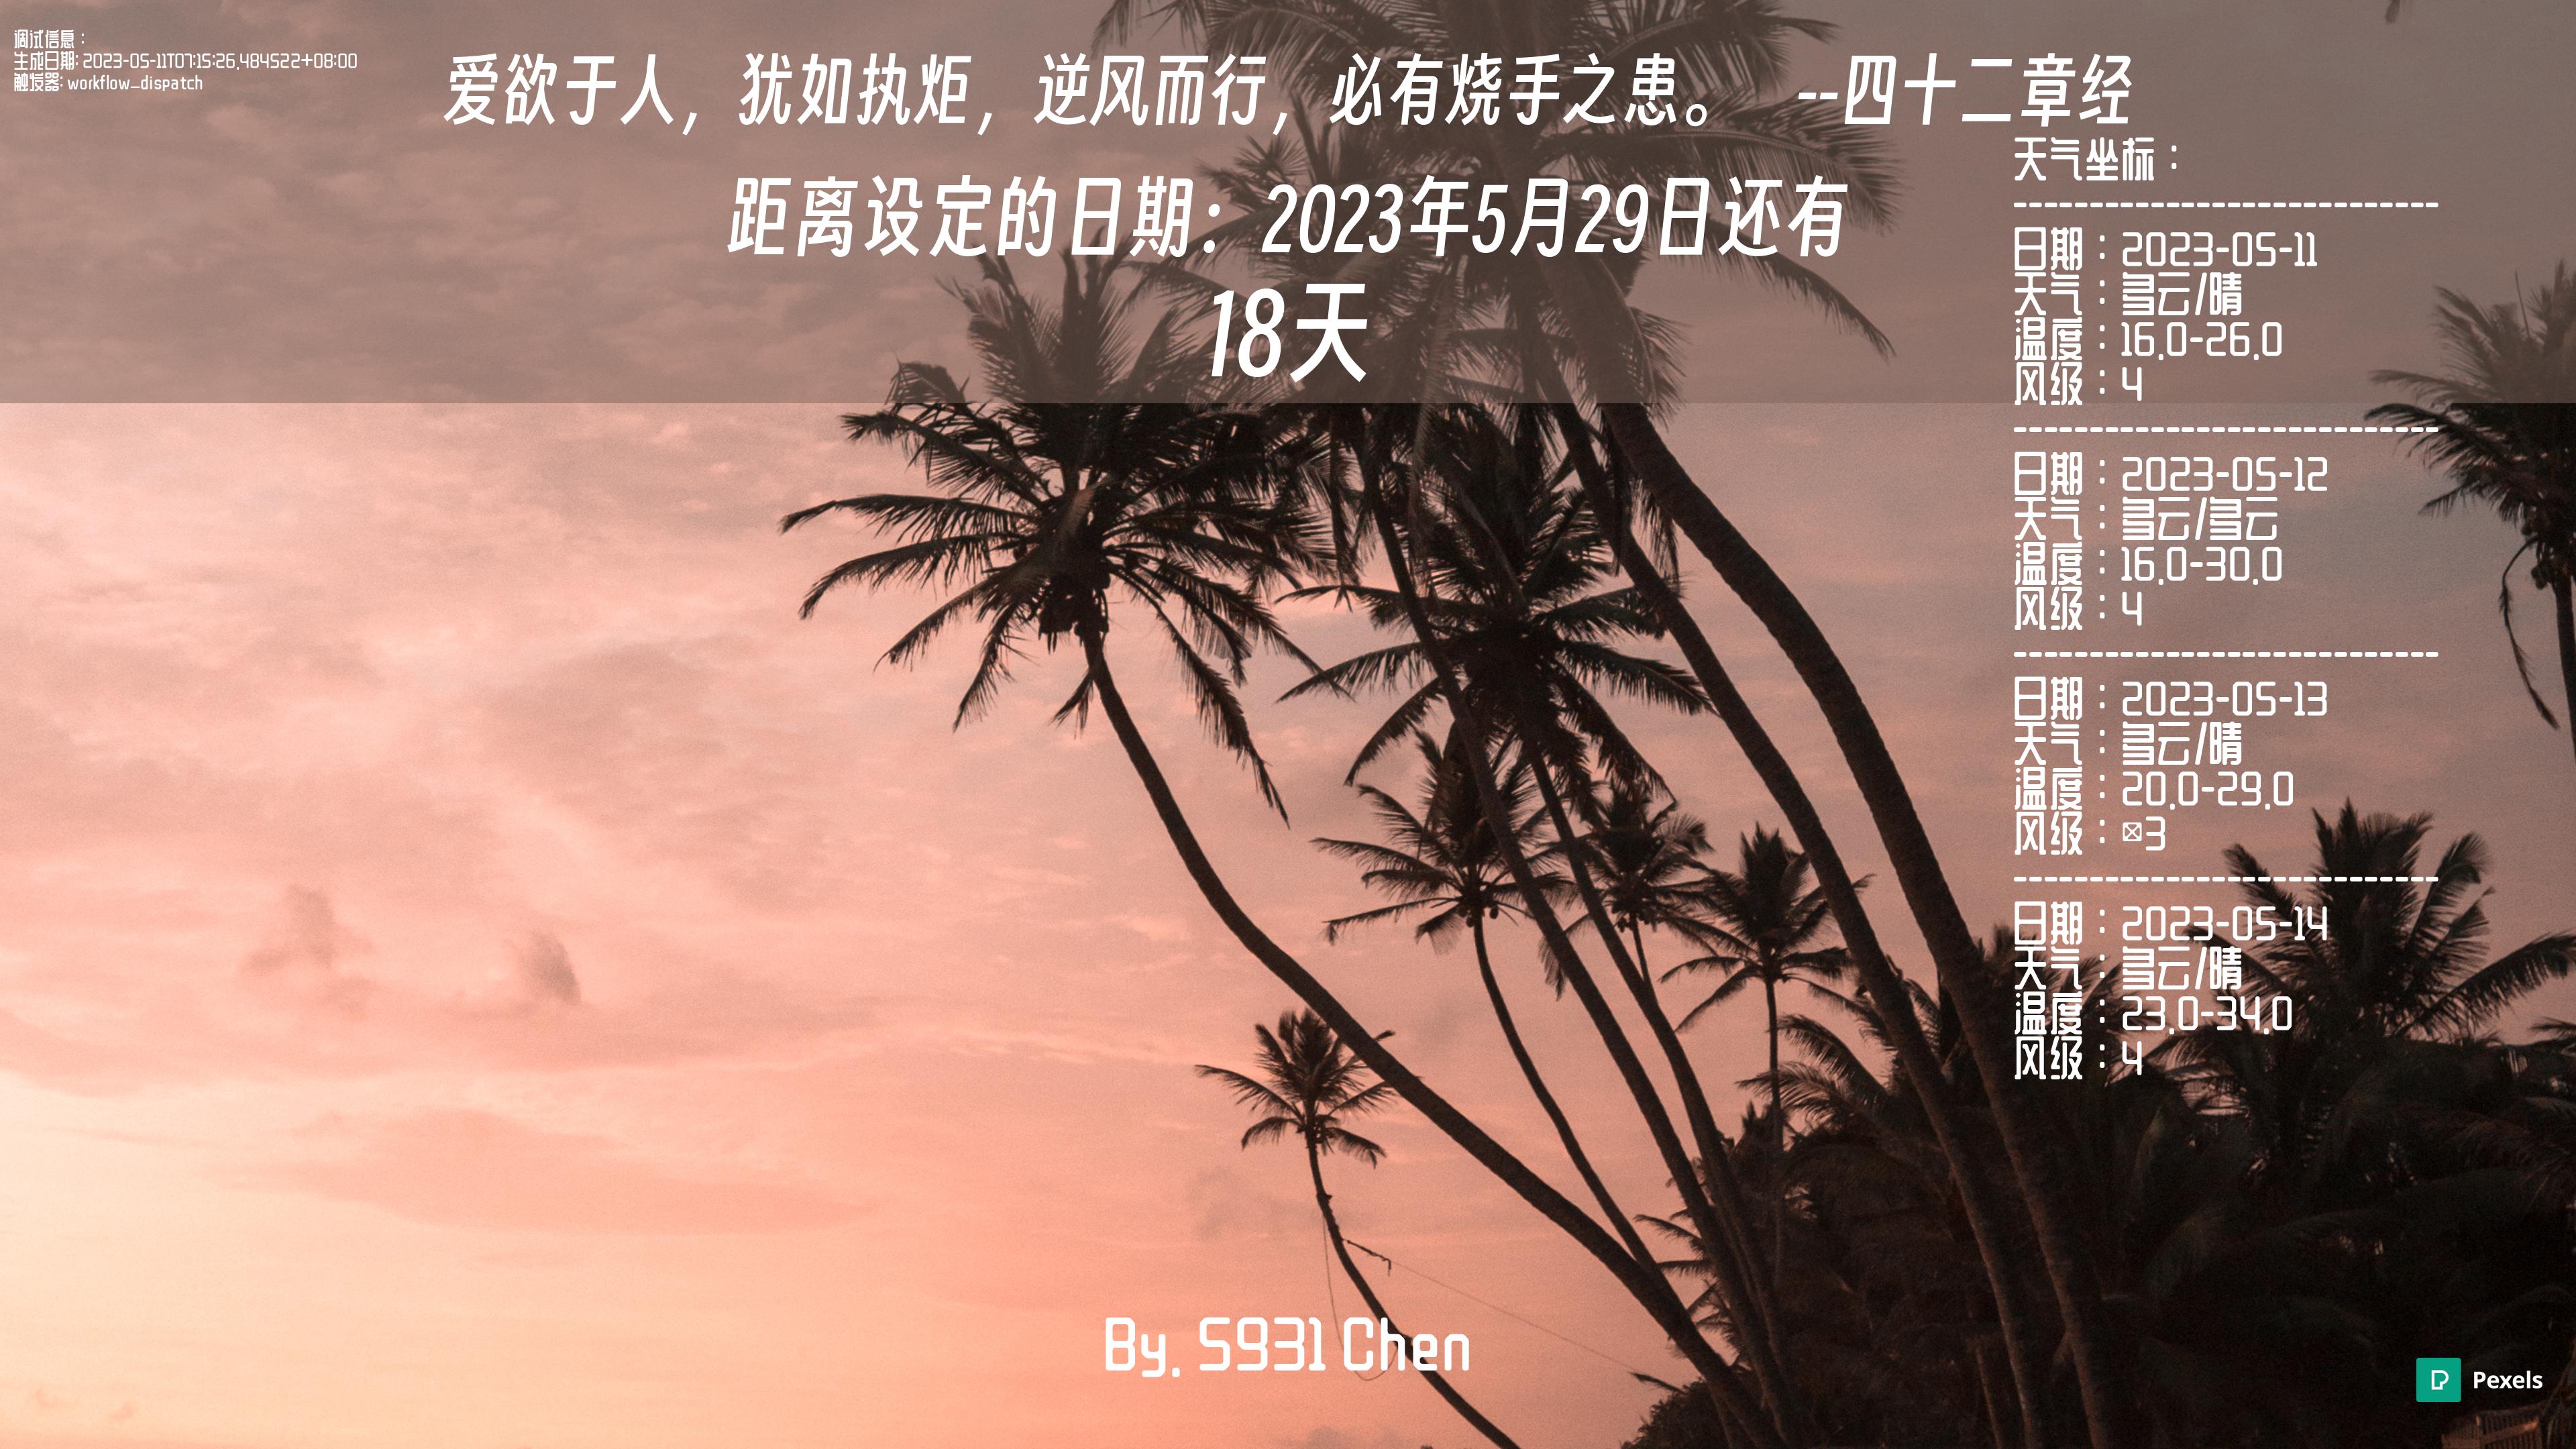 调试信息：
生成日期: 2023-05-11T07:15:26.484522+08:00
触发器: workflow_dispatch
爱欲于人，犹如执炬，逆风而行，必有烧手之患。 --四十二章经
距离设定的日期：2023年5月29日还有
18天
天气坐标：
----------------------------
日期：2023-05-11
天气：多云/晴
温度：16.0-26.0
风级：4
----------------------------
日期：2023-05-12
天气：多云/多云
温度：16.0-30.0
风级：4
----------------------------
日期：2023-05-13
天气：多云/晴
温度：20.0-29.0
风级：☒3
----------------------------
日期：2023-05-14
天气：多云/晴
温度：23.0-34.0
风级：4
By. S931 Chen
Pexels